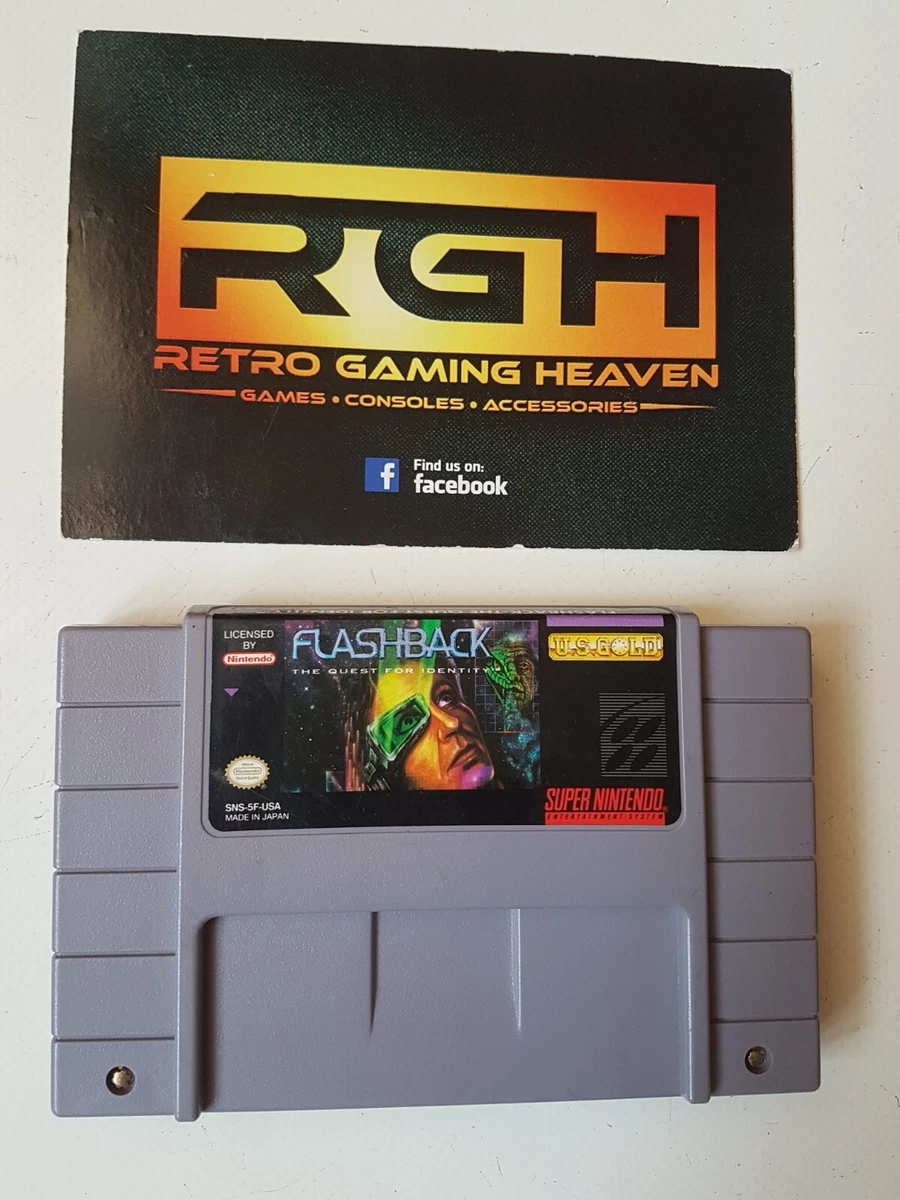 RGH
RETRO GAMING HEAVEN
GAMES • CONSOLES • ACCESSORIES
f
Find us on:
facebook
LICENSED
BY
Nintendo
FLASHBACK
THE QUEST FOR IDENTITY
U.S. GOLD
Nintendo
SNS-5F-USA
MADE IN JAPAN
SUPER NINTENDO
ENTERTAINMENT SYSTEM